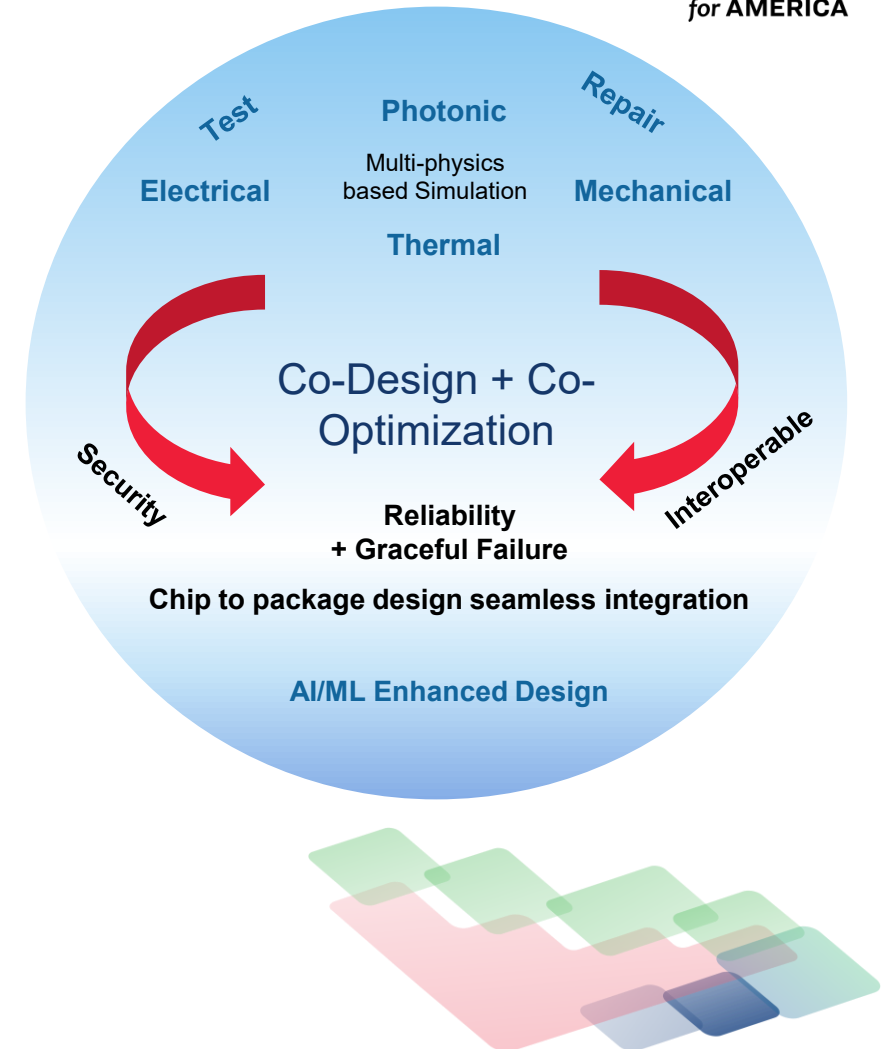 for AMERICA
Test
Photonic
Repair
Multi-physics
based Simulation
Electrical
Mechanical
Thermal
Co-Design + Co-
Optimization
Security
Interoperable
Reliability
+ Graceful Failure
Chip to package design seamless integration
AI/ML Enhanced Design